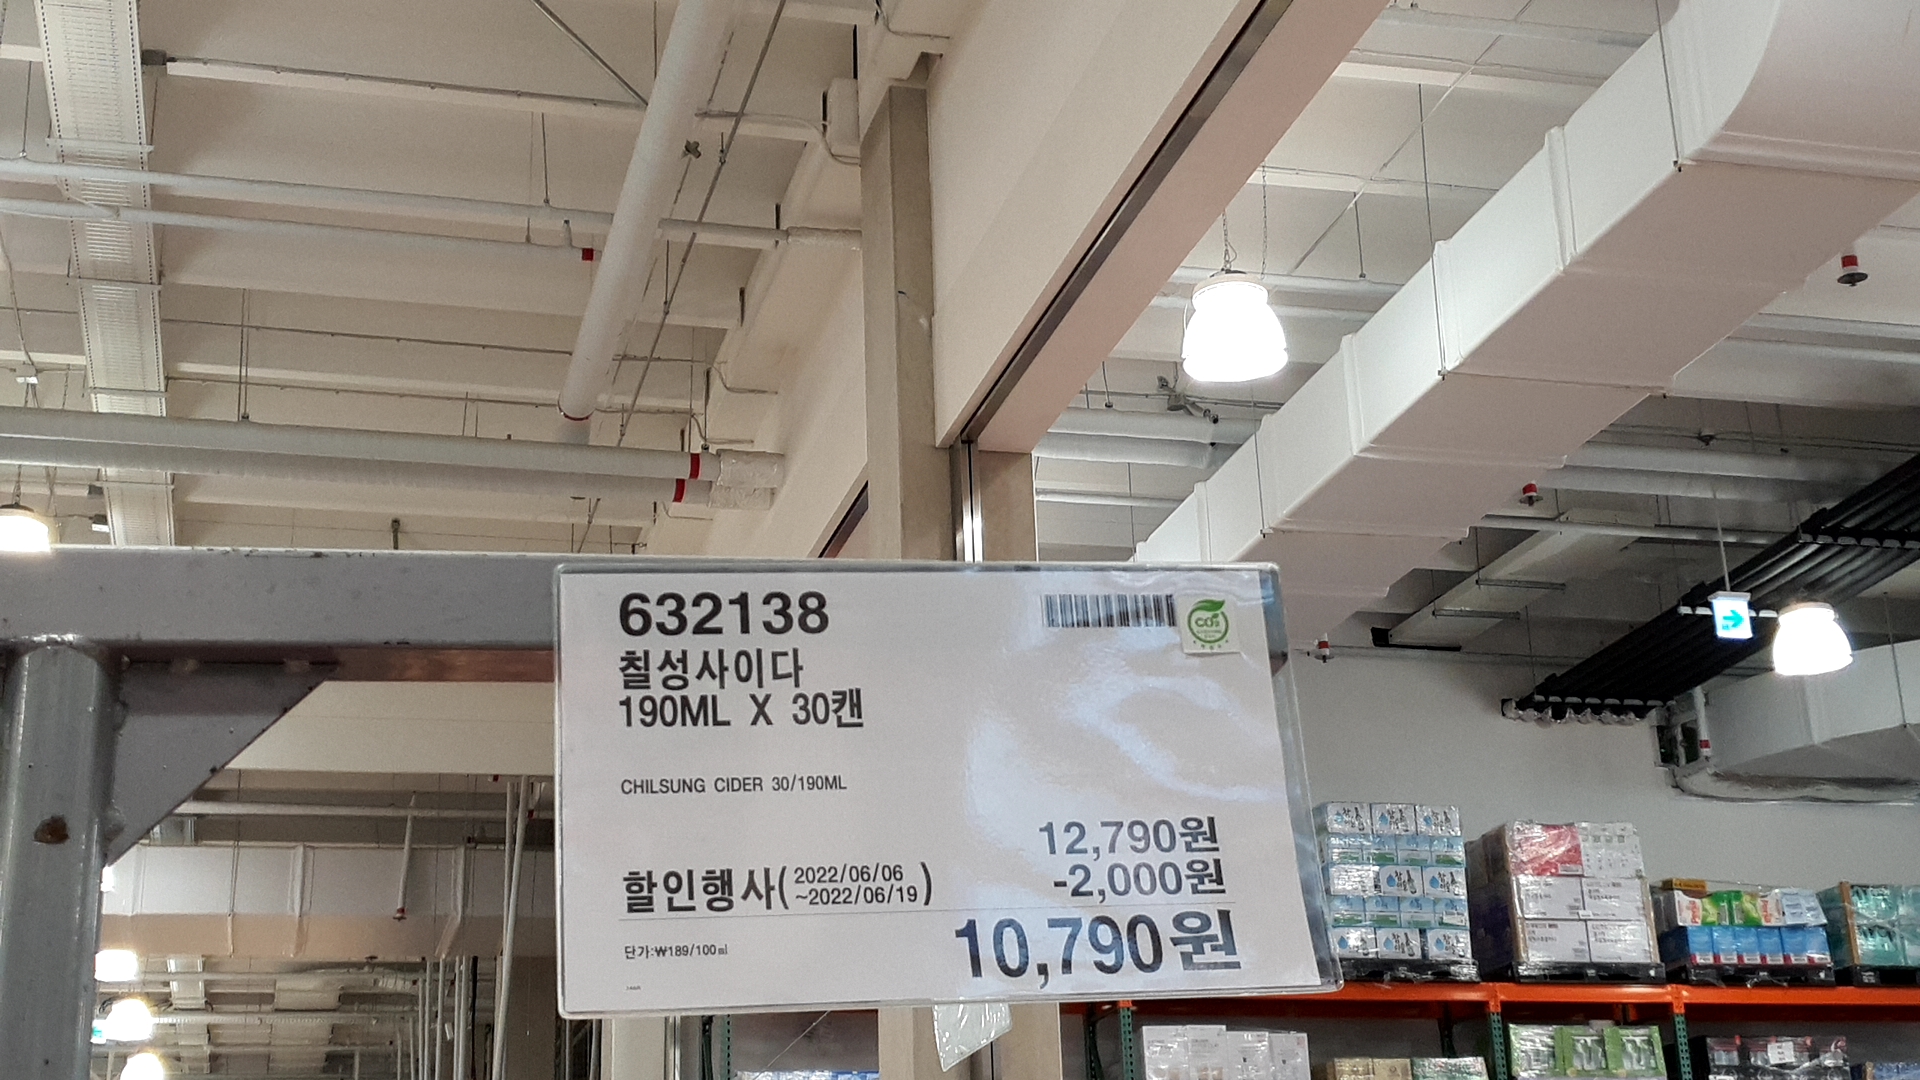 632138
칠성사이다
190ML X 30캔
CHILSUNG CIDER 30/190ML
12,790원
-2,000원
할인행사(2022/06/06
~2022/06/19)
10,790원
단가:₩189/100㎖
CO₂